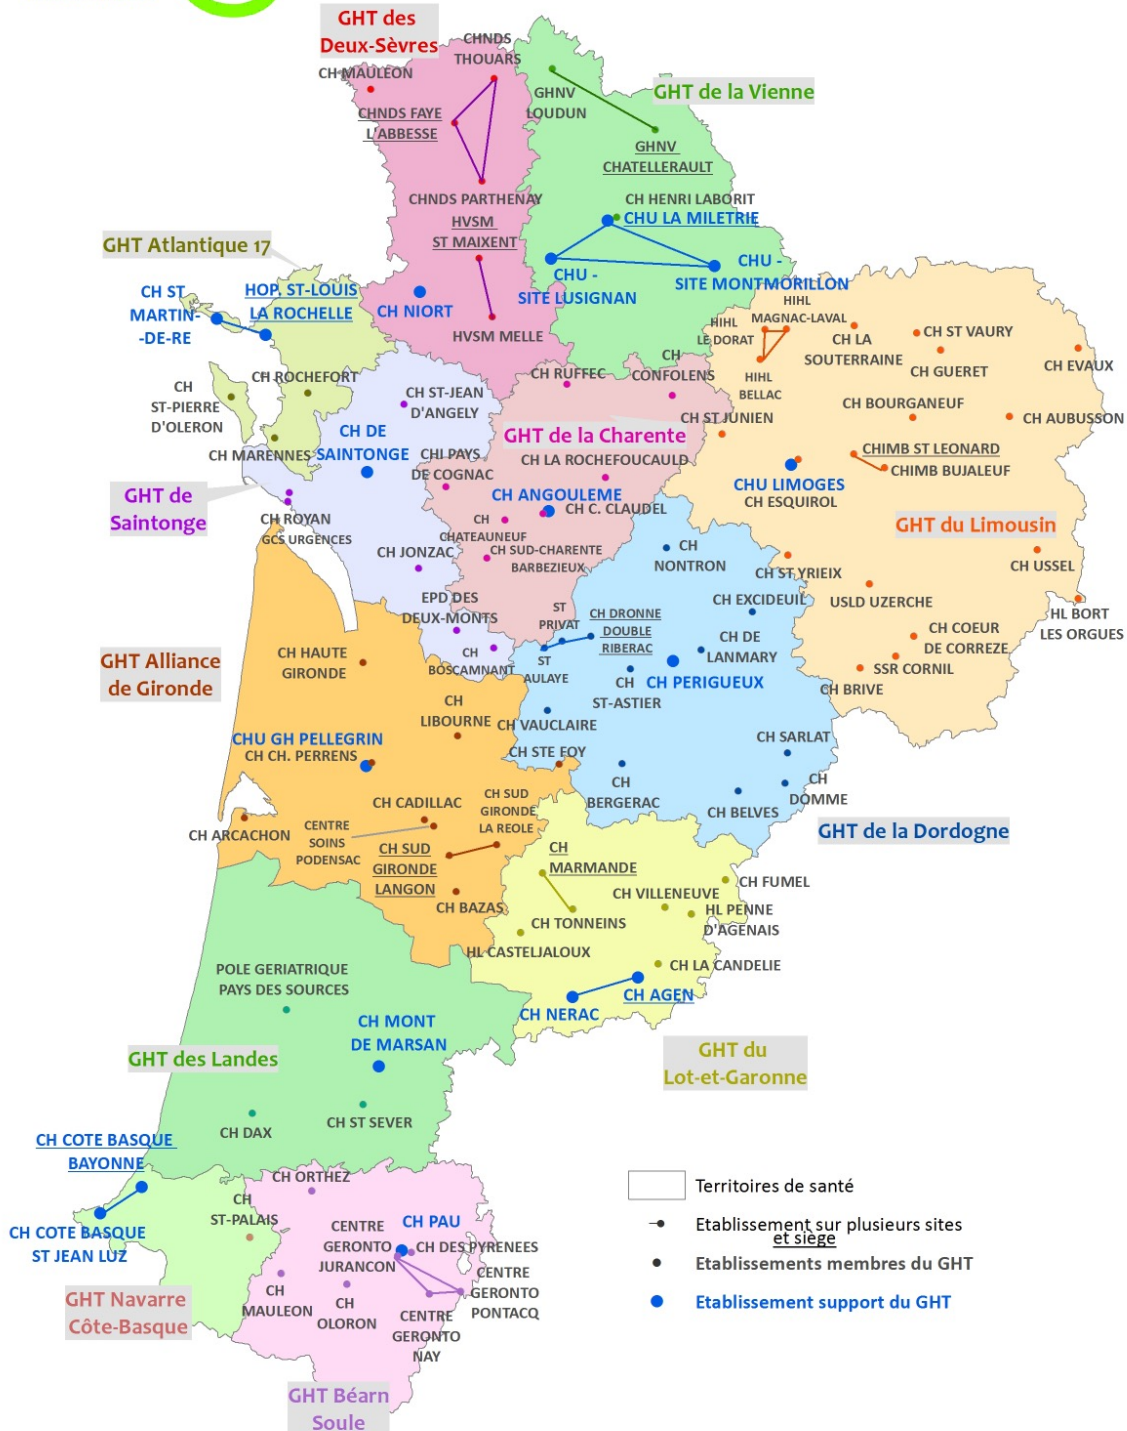 GHT des
Deux-Sèvres
CHNDS
THOUARS
CH MAULEON
CHNDS FAYE
L'ABBESSE
CHNDS PARTHENAY
HVSM
ST MAIXENT
CH NIORT
HVSM MELLE
GHT de la Vienne
GHNV
LOUDUN
GHNV
CHATELLERAULT
CH HENRI LABORIT
CHU LA MILETRIE
CHU -
SITE LUSIGNAN
CHU -
SITE MONTMORILLON
GHT Atlantique 17
CH ST
MARTIN-
-DE-RE
HOP. ST-LOUIS
LA ROCHELLE
CH
ST-PIERRE
D'OLERON
CH ROCHEFORT
CH MARENNES
CH ST-JEAN
D'ANGELY
CH DE
SAINTONGE
GHT de
Saintonge
CH ROYAN
GCS URGENCES
CH JONZAC
EPD DES
DEUX-MONTS
CH
BOSCAMNANT
CH RUFFEC
CH
CONFOLENS
GHT de la Charente
CHI PAYS
DE COGNAC
CH LA ROCHEFOUCAULD
CH ANGOULEME
CH C. CLAUDEL
CH
CHATEAUNEUF
CH SUD-CHARENTE
BARBEZIEUX
HIHL
MAGNAC-LAVAL
HIHL
LE DORAT
HIHL
BELLAC
CH LA
SOUTERRAINE
CH ST VAURY
CH GUERET
CH EVAUX
CH ST JUNIEN
CH BOURGANEUF
CH AUBUSSON
CHIMB ST LEONARD
CHIMB BUJALEUF
CHU LIMOGES
CH ESQUIROL
GHT du Limousin
CH ST YRIEIX
CH USSEL
USLD UZERCHE
HL BORT
LES ORGUES
CH COEUR
DE CORREZE
SSR CORNIL
CH BRIVE
CH
NONTRON
CH EXCIDEUIL
ST
PRIVAT
CH DRONNE
DOUBLE
RIBERAC
ST
AULAYE
CH DE
LANMARY
CH PERIGUEUX
CH
ST-ASTIER
CH VAUCLAIRE
CH SARLAT
CH
BERGERAC
CH
DOMME
CH BELVES
GHT de la Dordogne
GHT Alliance
de Gironde
CH HAUTE
GIRONDE
CH
LIBOURNE
CHU GH PELLEGRIN
CH CH. PERRENS
CH STE FOY
CH CADILLAC
CH SUD
GIRONDE
LA REOLE
CH ARCACHON
CENTRE
SOINS
PODENSAC
CH SUD
GIRONDE
LANGON
CH BAZAS
CH
MARMANDE
CH VILLENEUVE
CH FUMEL
HL PENNE
D'AGENAIS
CH TONNEINS
HL CASTELJALOUX
CH LA CANDELIE
CH AGEN
CH NERAC
GHT du
Lot-et-Garonne
POLE GERIATRIQUE
PAYS DES SOURCES
CH MONT
DE MARSAN
GHT des Landes
CH ST SEVER
CH DAX
CH COTE BASQUE
BAYONNE
CH COTE BASQUE
ST JEAN LUZ
CH
ST-PALAIS
GHT Navarre
Côte-Basque
CH ORTHEZ
CENTRE
GERONTO
JURANCON
CH PAU
CH DES PYRENEES
CENTRE
GERONTO
PONTACQ
CH
MAULEON
CH
OLORON
CENTRE
GERONTO
NAY
GHT Béarn
Soule
Territoires de santé
Etablissement sur plusieurs sites
et siège
Etablissements membres du GHT
Etablissement support du GHT